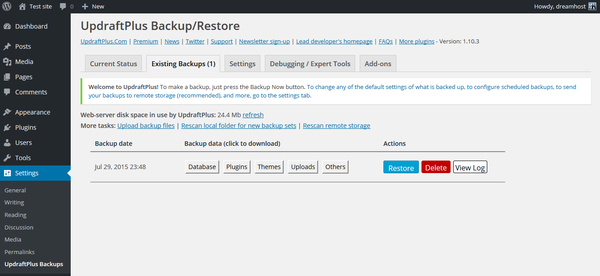 Test site 0 + New Howdy, dreamhost
Dashboard
Posts
Media
Pages
Comments
Appearance
Plugins
Users
Tools
Settings
General
Writing
Reading
Discussion
Media
Permalinks
UpdraftPlus Backups
UpdraftPlus Backup/Restore
UpdraftPlus.Com | Premium | News | Twitter | Support | Newsletter sign-up | Lead developer's homepage | FAQs | More plugins - Version: 1.10.3
Current Status Existing Backups (1) Settings Debugging / Expert Tools Add-ons
Welcome to UpdraftPlus! To make a backup, just press the Backup Now button. To change any of the default settings of what is backed up, to configure scheduled backups, to send
your backups to remote storage (recommended), and more, go to the settings tab.
Web-server disk space in use by UpdraftPlus: 24.4 Mb refresh
More tasks: Upload backup files | Rescan local folder for new backup sets | Rescan remote storage
Backup date Backup data (click to download) Actions
Jul 29, 2015 23:48 Database Plugins Themes Uploads Others Restore Delete View Log